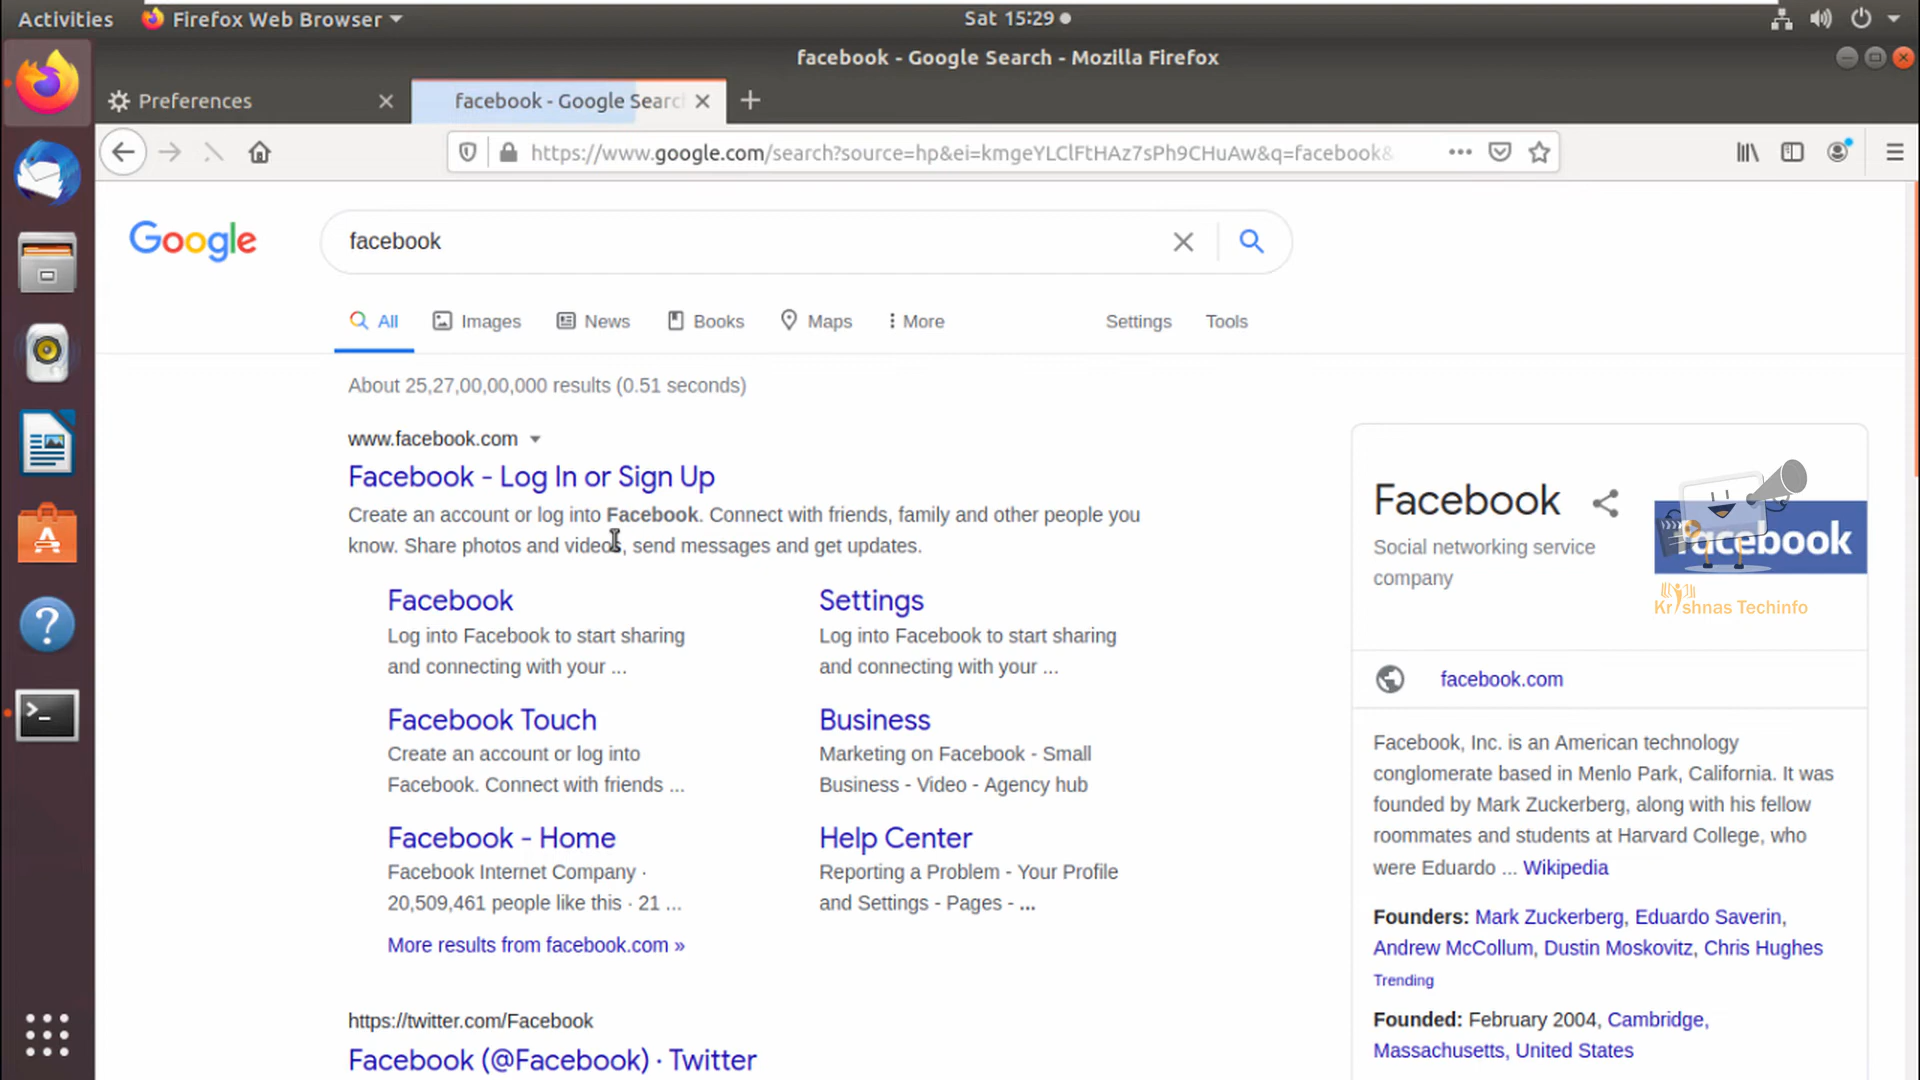 Activities
Firefox Web Browser
Sat 15:29
facebook - Google Search - Mozilla Firefox
Preferences
facebook - Google Searc
https://www.google.com/search?source=hp&ei=kmgeYLClFtHAz7sPh9CHuAw&q=facebook&
Google
facebook
All
Images
News
Books
Maps
More
Settings
Tools
About 25,27,00,00,000 results (0.51 seconds)
www.facebook.com
Facebook - Log In or Sign Up
Create an account or log into Facebook. Connect with friends, family and other people you
know. Share photos and videos, send messages and get updates.
Facebook
Log into Facebook to start sharing
and connecting with your ...
Settings
Log into Facebook to start sharing
and connecting with your ...
Facebook Touch
Create an account or log into
Facebook. Connect with friends ...
Business
Marketing on Facebook - Small
Business - Video - Agency hub
Facebook - Home
Facebook Internet Company ·
20,509,461 people like this · 21 ...
Help Center
Reporting a Problem - Your Profile
and Settings - Pages - ...
More results from facebook.com »
https://twitter.com/Facebook
Facebook (@Facebook) · Twitter
Facebook
Social networking service
company
facebook
Krishnas Techinfo
facebook.com
Facebook, Inc. is an American technology
conglomerate based in Menlo Park, California. It was
founded by Mark Zuckerberg, along with his fellow
roommates and students at Harvard College, who
were Eduardo ... Wikipedia
Founders: Mark Zuckerberg, Eduardo Saverin,
Andrew McCollum, Dustin Moskovitz, Chris Hughes
Trending
Founded: February 2004, Cambridge,
Massachusetts, United States